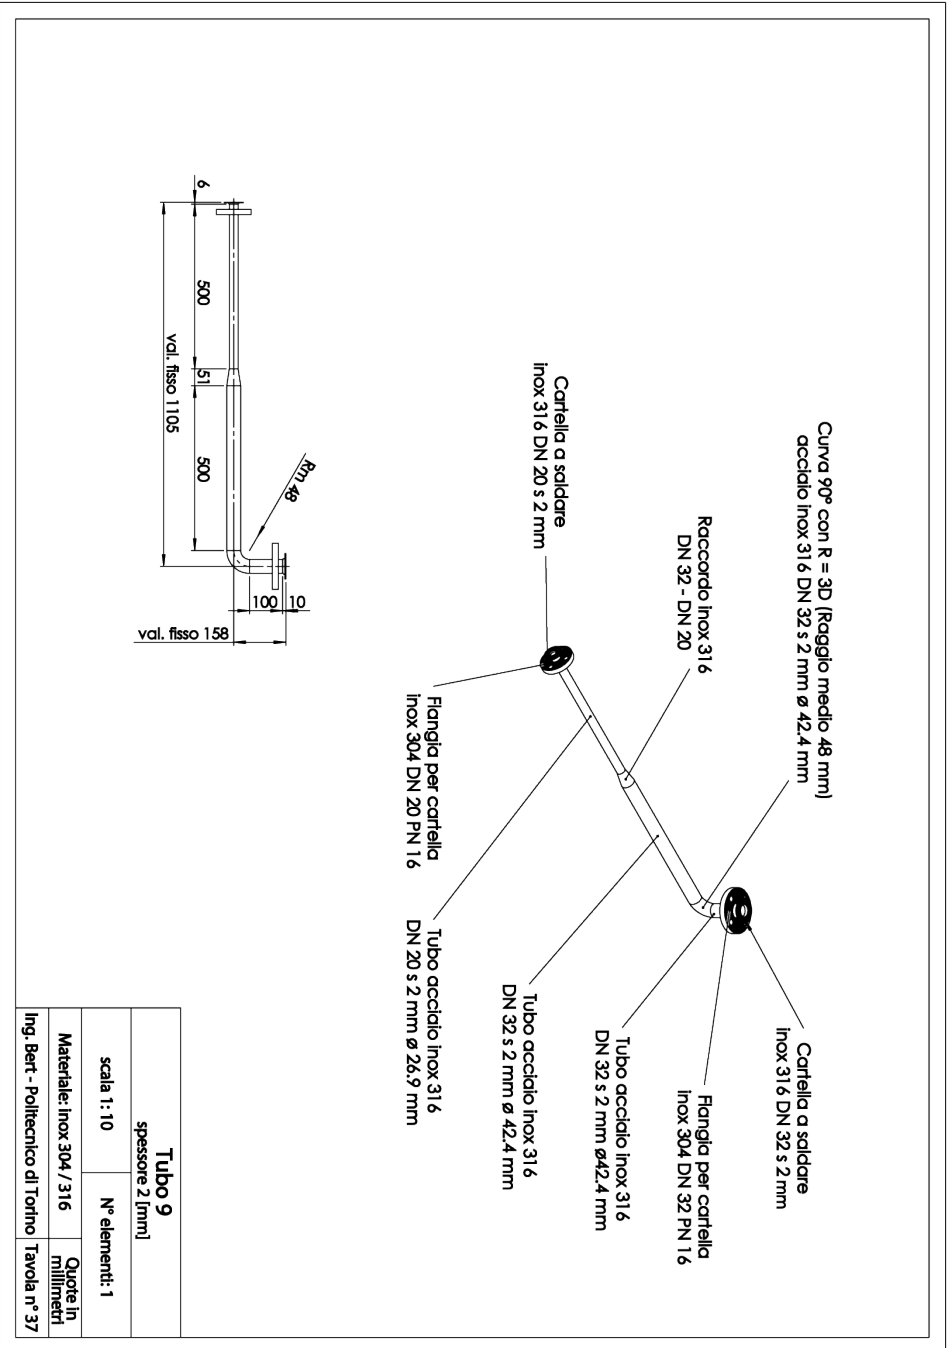 Curva 90° con R = 3D (Raggio medio 48 mm)
acciaio inox 316 DN 32 s 2 mm ø 42.4 mm
Cartella a saldare
inox 316 DN 32 s 2 mm
Raccordo inox 316
DN 32 - DN 20
Flangia per cartella
inox 304 DN 32 PN 16
Tubo acciaio inox 316
DN 32 s 2 mm ø42.4 mm
Cartella a saldare
inox 316 DN 20 s 2 mm
Tubo acciaio inox 316
DN 32 s 2 mm ø 42.4 mm
Flangia per cartella
inox 304 DN 20 PN 16
Tubo acciaio inox 316
DN 20 s 2 mm ø 26.9 mm
6
500
51
500
val. fisso 1105
Rm 48
100
10
val. fisso 158
Tubo 9
spessore 2 [mm]
scala 1: 10
N° elementi: 1
Materiale: inox 304 / 316
Quote in
millimetri
Ing. Bert - Politecnico di Torino
Tavola n° 37